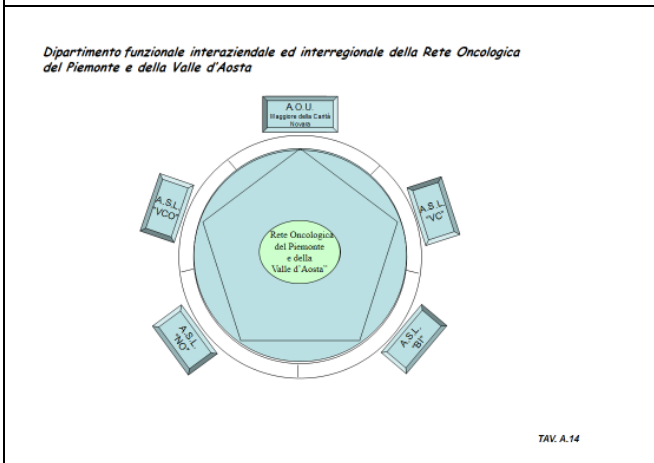 Dipartimento funzionale interaziendale ed interregionale della Rete Oncologica
del Piemonte e della Valle d'Aosta
A.O.U.
Maggiore della Carità
Novara
A.S.L.
"VCO"
A.S.L.
"VC"
Rete Oncologica
del Piemonte
e della
Valle d'Aosta"
A.S.L.
"NO"
A.S.L.
"BI"
TAV. A.14